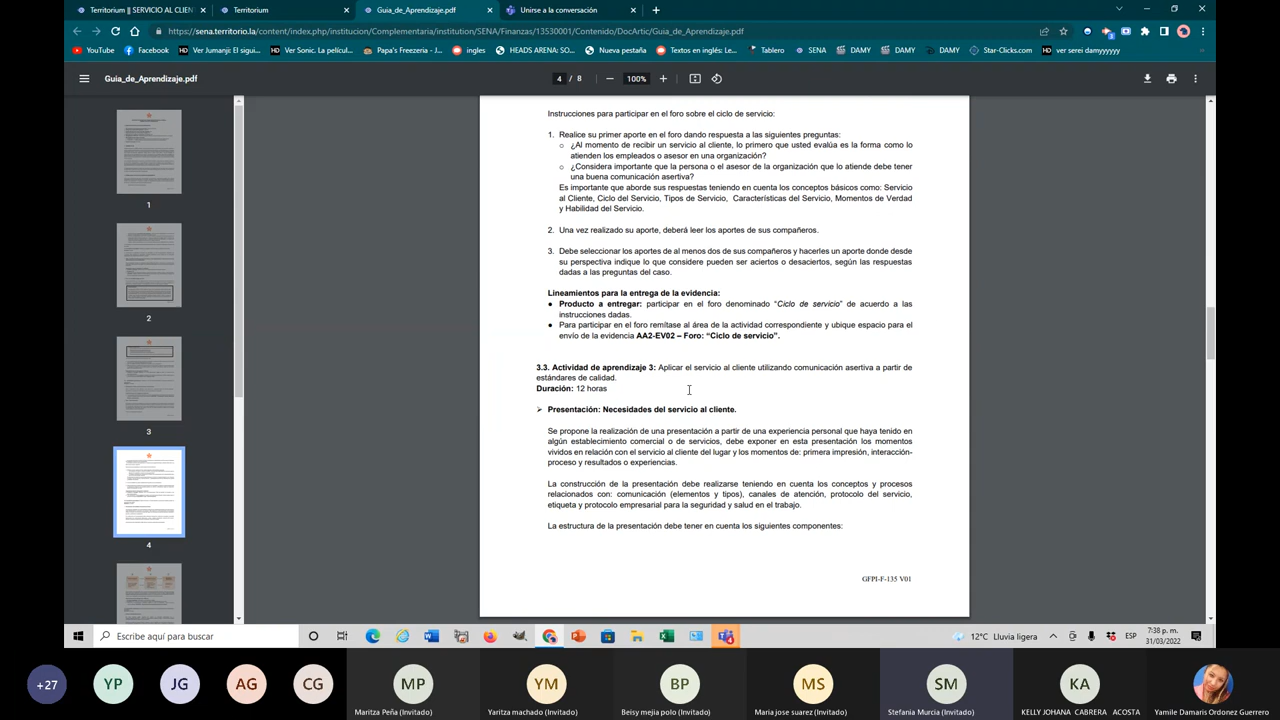 Territorium || SERVICIO AL CLIEN
Territorium
Guia_de_Aprendizaje.pdf
Unirse a la conversación
https://sena.territorio.la/content/index.php/institucion/Complementaria/institution/SENA/Finanzas/13530001/Contenido/DocArtic/Guia_de_Aprendizaje.pdf
YouTube
Facebook
Ver Jumanji: El sigui...
Ver Sonic. La pelícu...
Papa's Freezeria - F...
ingles
HEADS ARENA: SO...
Nueva pestaña
Textos en inglés: Le...
Tablero
SENA
DAMY
DAMY
DAMY
Star-Clicks.com
ver serei damyyyyyy
Guia_de_Aprendizaje.pdf
4 / 8
100%
1
2
3
4
Instrucciones para participar en el foro sobre el ciclo de servicio:
1. Realice su primer aporte en el foro dando respuesta a las siguientes preguntas:
o ¿Al momento de recibir un servicio al cliente, lo primero que usted evalúa es la forma como lo
atienden los empleados o asesor en una organización?
o ¿Considera importante que la persona o el asesor de la organización que lo atiende debe tener
una buena comunicación asertiva?
Es importante que aborde sus respuestas teniendo en cuenta los conceptos básicos como: Servicio
al Cliente, Ciclo del Servicio, Tipos de Servicio, Características del Servicio, Momentos de Verdad
y Habilidad del Servicio.
2. Una vez realizado su aporte, deberá leer los aportes de sus compañeros.
3. Debe seleccionar los aportes de al menos dos de sus compañeros y hacerles un aporte donde desde
su perspectiva indique lo que considere pueden ser aciertos o desaciertos, según las respuestas
dadas a las preguntas del caso.
Lineamientos para la entrega de la evidencia:
● Producto a entregar: participar en el foro denominado “Ciclo de servicio” de acuerdo a las
instrucciones dadas.
● Para participar en el foro remítase al área de la actividad correspondiente y ubique espacio para el
envío de la evidencia AA2-EV02 – Foro: “Ciclo de servicio”.
3.3. Actividad de aprendizaje 3: Aplicar el servicio al cliente utilizando comunicación asertiva a partir de
estándares de calidad.
Duración: 12 horas
➢ Presentación: Necesidades del servicio al cliente.
Se propone la realización de una presentación a partir de una experiencia personal que haya tenido en
algún establecimiento comercial o de servicios, debe exponer en esta presentación los momentos
vividos en relación con el servicio al cliente del lugar y los momentos de: primera impresión, interacción-
proceso y resultados o experiencias.
La construcción de la presentación debe realizarse teniendo en cuenta los conceptos y procesos
relacionados con: comunicación (elementos y tipos), canales de atención, protocolo del servicio,
etiqueta y protocolo empresarial para la seguridad y salud en el trabajo.
La estructura de la presentación debe tener en cuenta los siguientes componentes:
GFPI-F-135 V01
Escribe aquí para buscar
12°C Lluvia ligera
ESP
7:38 p. m.
31/03/2022
+27
YP
JG
AG
CG
MP
Maritza Peña (Invitado)
YM
Yaritza machado (Invitado)
BP
Beisy mejia polo (Invitado)
MS
Maria jose suarez (Invitado)
SM
Stefania Murcia (Invitado)
KA
KELLY JOHANA CABRERA ACOSTA
Yamile Damaris Ordonez Guerrero